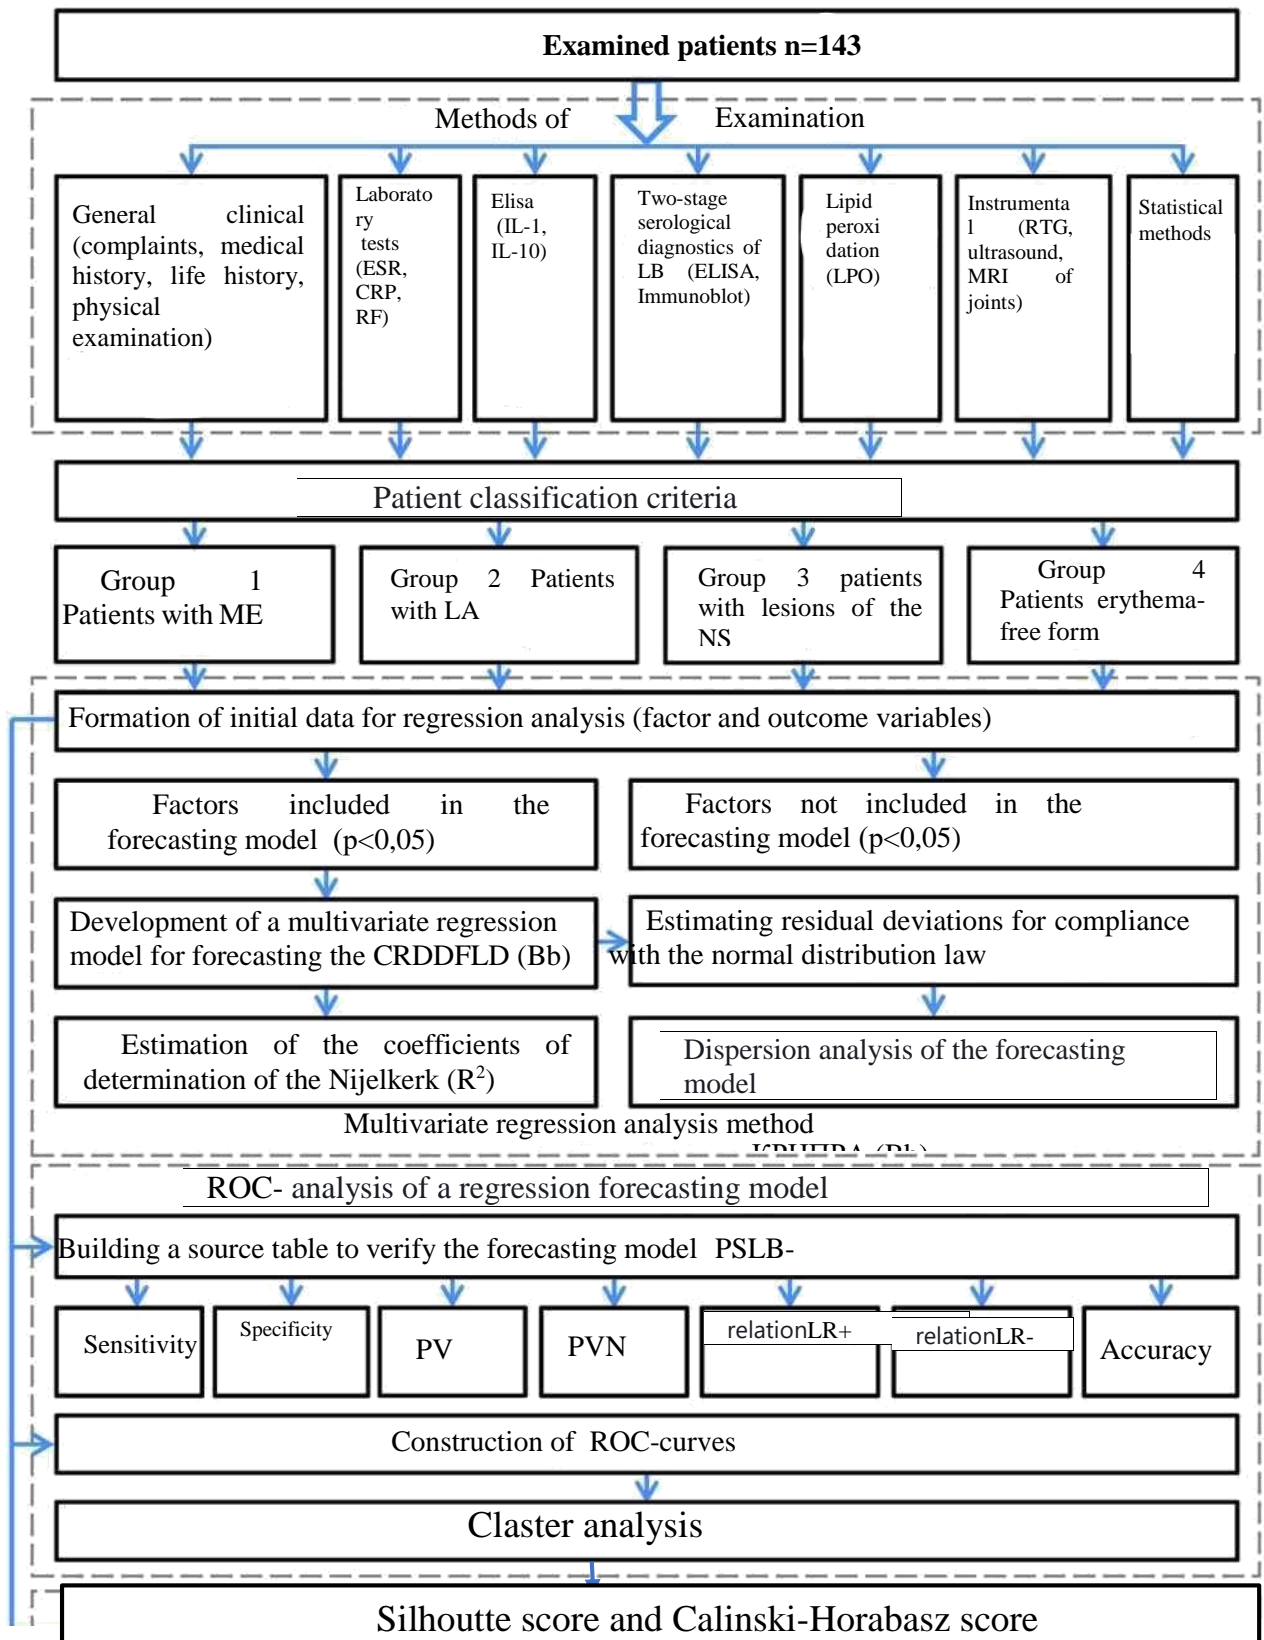 Examined patients n=143
Methods of Examination
General clinical
(complaints, medical
history, life history,
physical
examination)
Laborato
ry
tests
(ESR,
CRP,
RF)
Elisa
(IL-1,
IL-10)
Two-stage
serological
diagnostics of
LB (ELISA,
Immunoblot)
Lipid
peroxi
dation
(LPO)
Instrumenta
l (RTG,
ultrasound,
MRI of
joints)
Statistical
methods
Patient classification criteria
Group 1
Patients with ME
Group 2 Patients
with LA
Group 3 patients
with lesions of the
NS
Group 4
Patients erythema-
free form
Formation of initial data for regression analysis (factor and outcome variables)
Factors included in the
forecasting model (p<0,05)
Factors not included in the
forecasting model (p<0,05)
Development of a multivariate regression
model for forecasting the CRDDFLD (Bb)
Estimating residual deviations for compliance
with the normal distribution law
Estimation of the coefficients of
determination of the Nijelkerk (R²)
Dispersion analysis of the forecasting
model
Multivariate regression analysis method
ROC- analysis of a regression forecasting model
Building a source table to verify the forecasting model PSLB-
Sensitivity
Specificity
PV
PVN
relationLR+
relationLR-
Accuracy
Construction of ROC-curves
Claster analysis
Silhoutte score and Calinski-Horabasz score